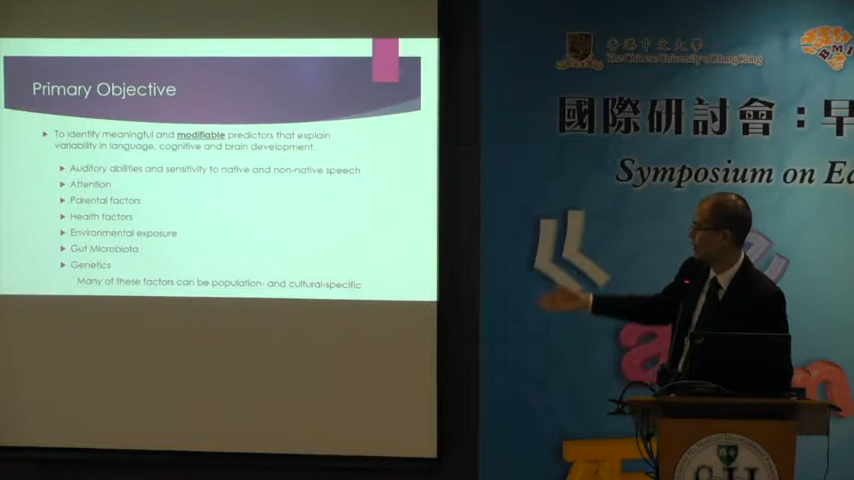 Primary Objective
To identify meaningful and modifiable predictors that explain
variability in language, cognitive and brain development.
Auditory abilities and sensitivity to native and non-native speech
Attention
Parental factors
Health factors
Environmental exposure
Gut Microbiota
Genetics
Many of these factors can be population- and cultural-specific
香港中文大學
The Chinese University of Hong Kong
BMI
國際研討會：早
Symposium on Ea